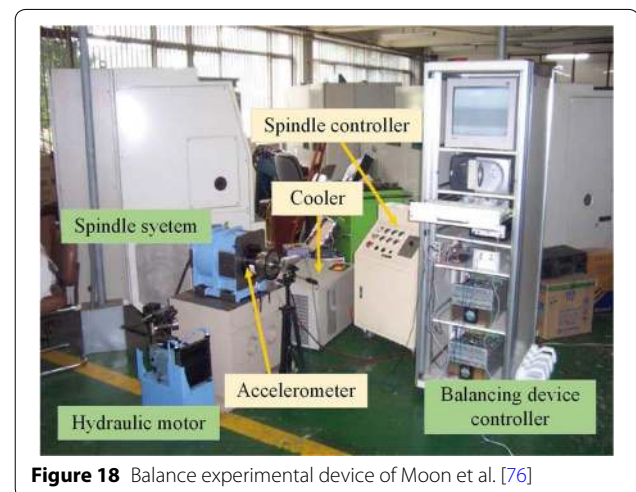 Spindle controller
Cooler
Spindle syetem
Accelerometer
Hydraulic motor
Balancing device
controller
Figure 18 Balance experimental device of Moon et al. [76]